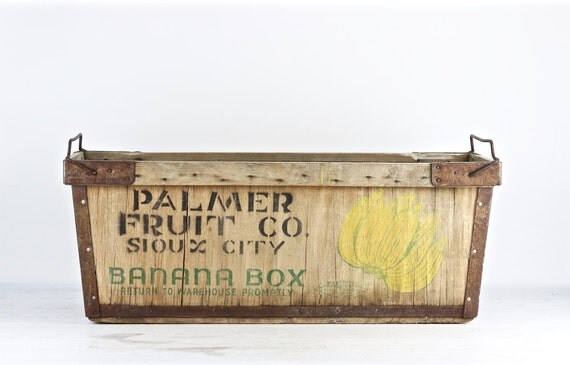 PALMER
FRUIT CO.
SIOUX CITY
BANANA BOX
RETURN TO WAREHOUSE PROMPTLY